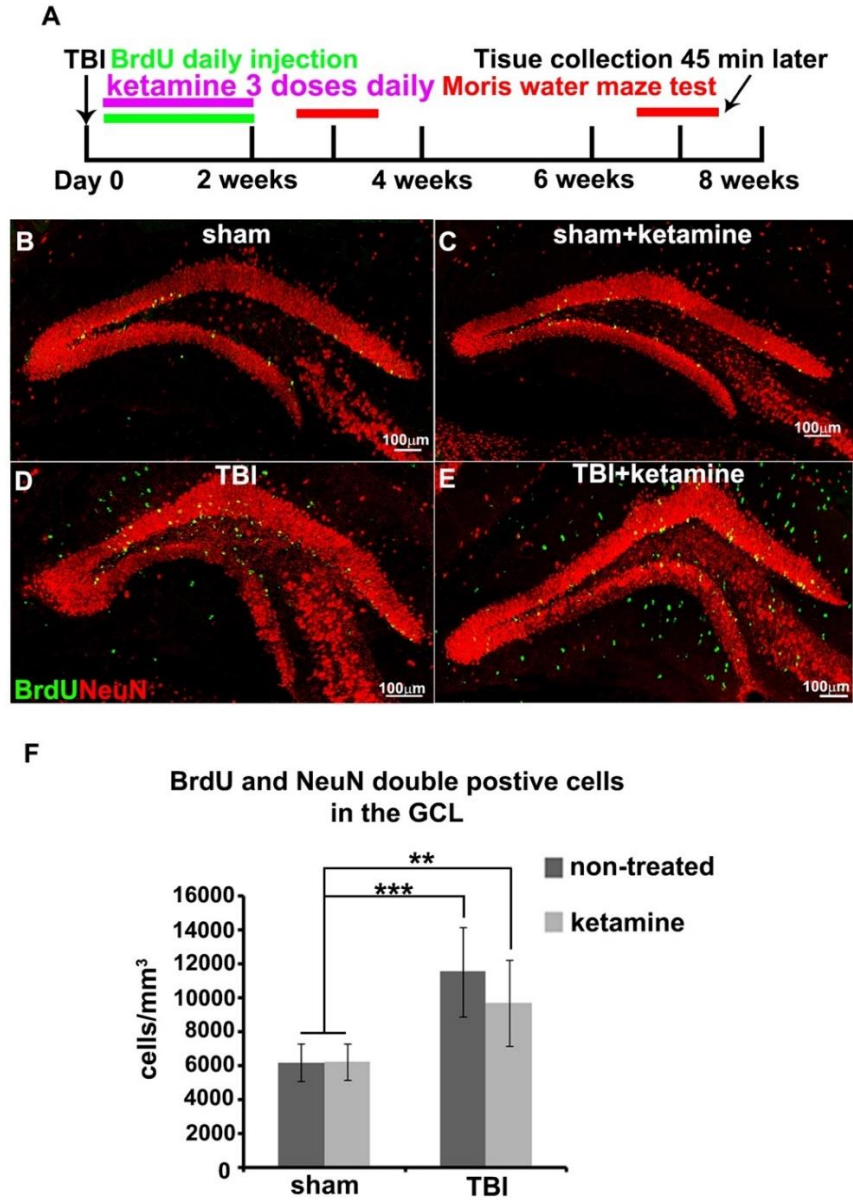 A
TBI BrdU daily injection
Tisue collection 45 min later
ketamine 3 doses daily Moris water maze test
Day 0 2 weeks 4 weeks 6 weeks 8 weeks
B sham
C sham+ketamine
100µm
100µm
D TBI
E TBI+ketamine
BrdUNeuN
100µm
100µm
F
BrdU and NeuN double postive cells
in the GCL
**
***
non-treated
ketamine
cells/mm³
16000
14000
12000
10000
8000
6000
4000
2000
0
sham TBI